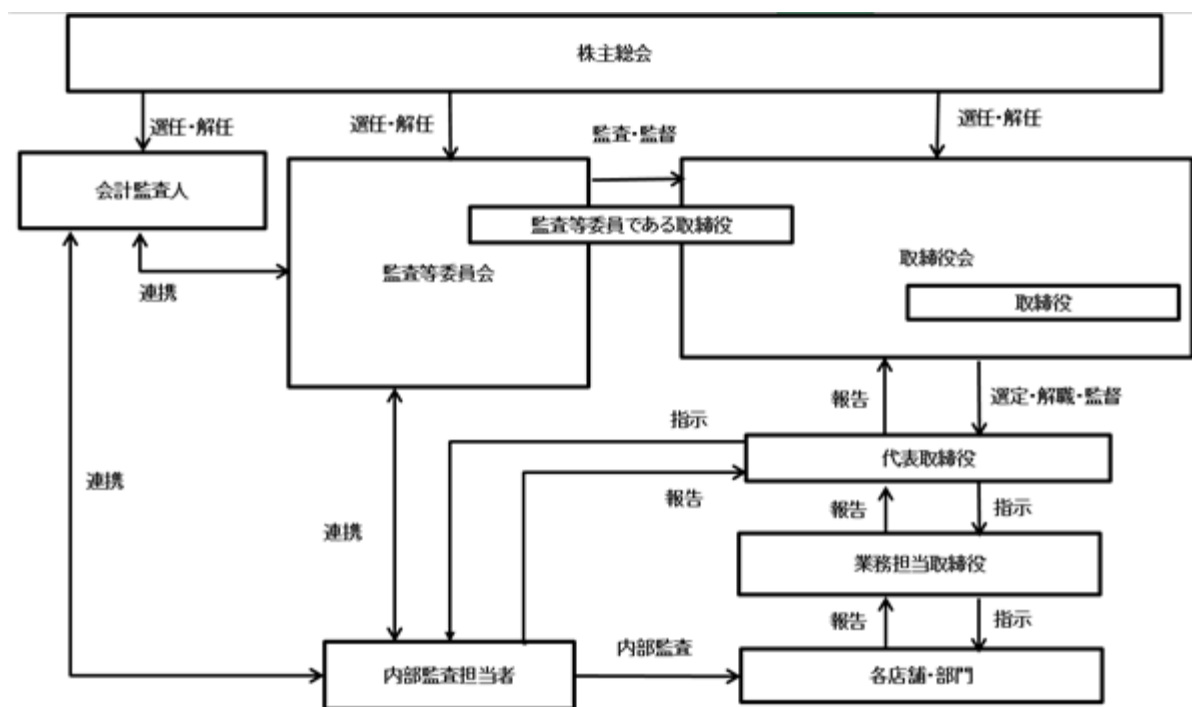 株主総会
選任・解任
選任・解任
選任・解任
監査・監督
会計監査人
監査等委員である取締役
監査等委員会
取締役会
連携
取締役
報告
選定・解職・監督
指示
代表取締役
連携
報告
報告
指示
連携
業務担当取締役
報告
指示
内部監査
内部監査担当者
各店舗・部門